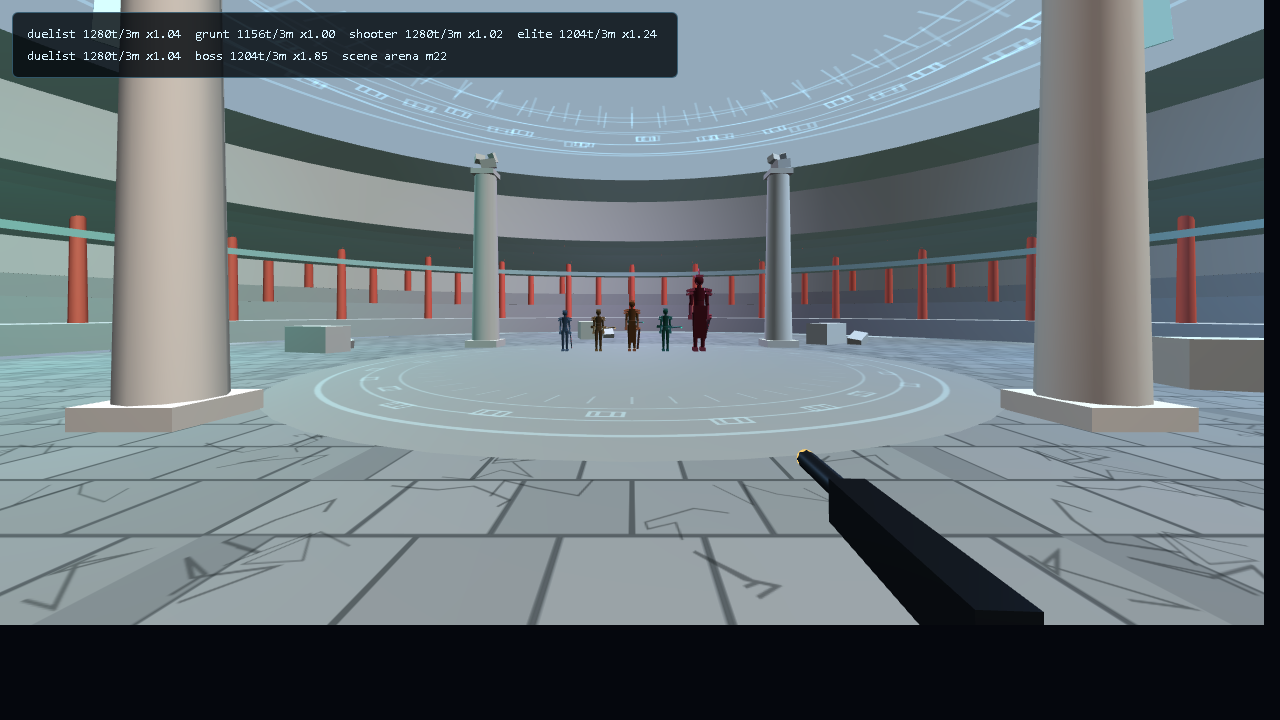 duelist 1280t/3m x1.04 grunt 1156t/3m x1.00 shooter 1280t/3m x1.02 elite 1204t/3m x1.24
duelist 1280t/3m x1.04 boss 1204t/3m x1.85 scene arena m22